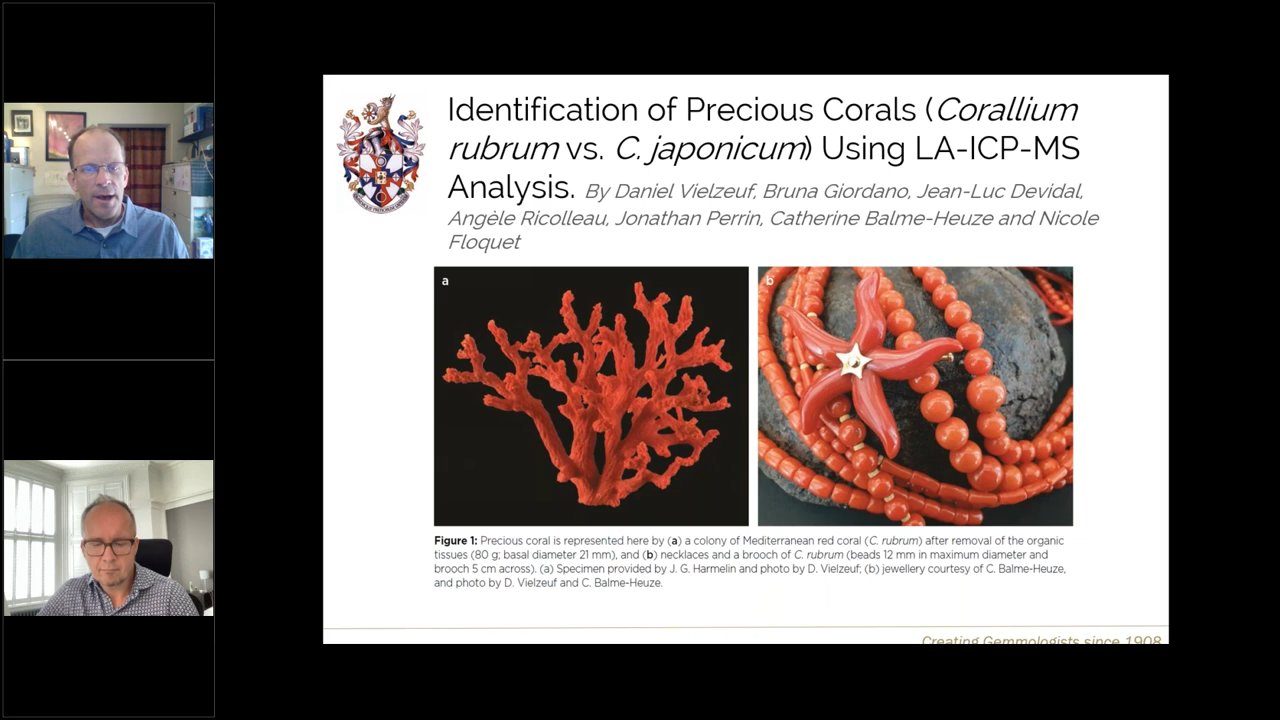 Identification of Precious Corals (Corallium
rubrum vs. C. japonicum) Using LA-ICP-MS
Analysis. By Daniel Vielzeuf, Bruna Giordano, Jean-Luc Devidal,
Angèle Ricolleau, Jonathan Perrin, Catherine Balme-Heuze and Nicole
Floquet
a
b
Figure 1: Precious coral is represented here by (a) a colony of Mediterranean red coral (C. rubrum) after removal of the organic
tissues (80 g; basal diameter 21 mm), and (b) necklaces and a brooch of C. rubrum (beads 12 mm in maximum diameter and
brooch 5 cm across). (a) Specimen provided by J. G. Harmelin and photo by D. Vielzeuf; (b) jewellery courtesy of C. Balme-Heuze,
and photo by D. Vielzeuf and C. Balme-Heuze.
Creating Gemmologists since 1908